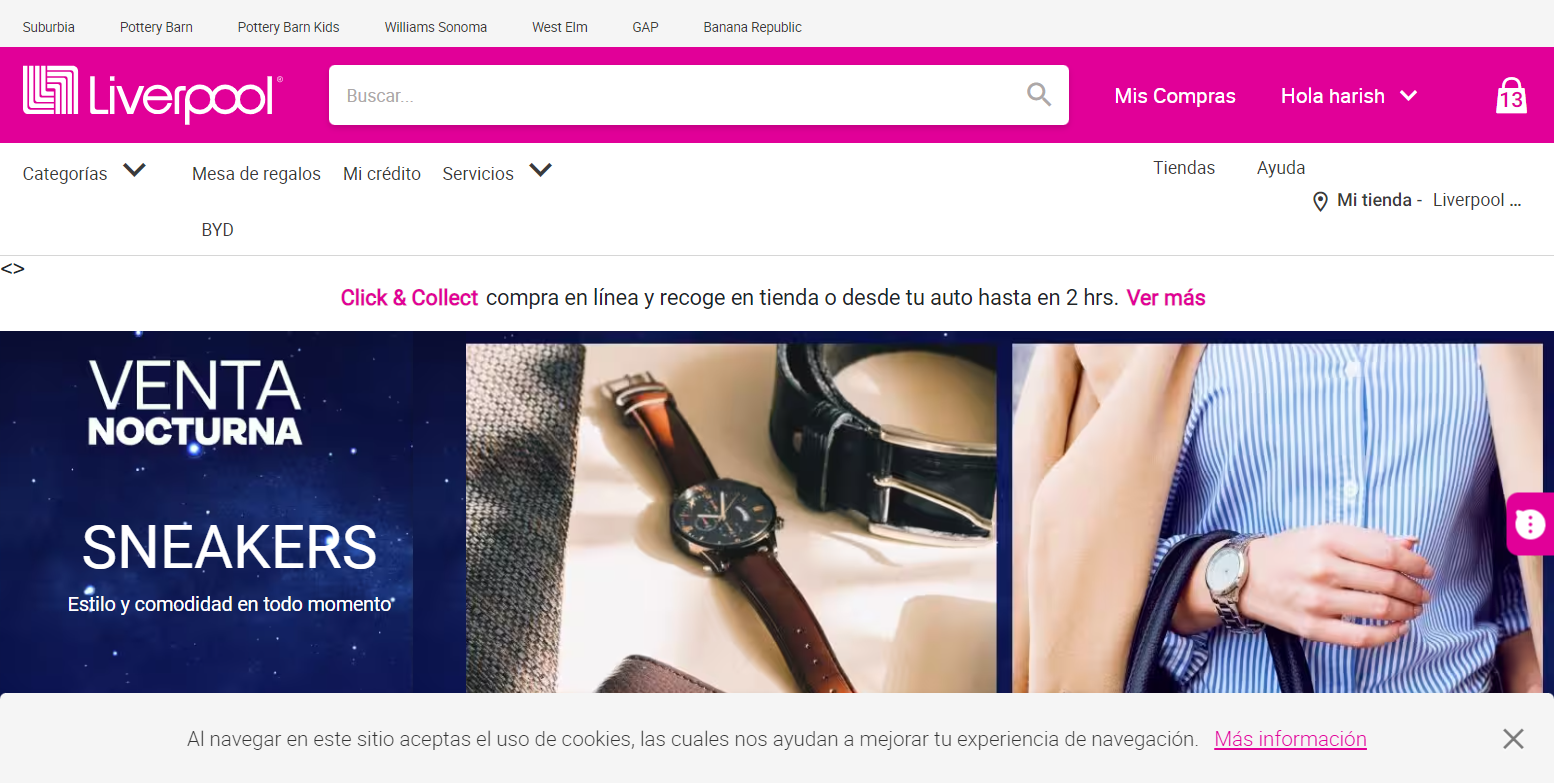 Suburbia Pottery Barn Pottery Barn Kids Williams Sonoma West Elm GAP Banana Republic
Liverpool® Buscar... Mis Compras Hola harish 13
Categorías Mesa de regalos Mi crédito Servicios Tiendas Ayuda
Mi tienda - Liverpool ...
BYD
<>
Click & Collect compra en línea y recoge en tienda o desde tu auto hasta en 2 hrs. Ver más
VENTA
NOCTURNA
SNEAKERS
Estilo y comodidad en todo momento*
Al navegar en este sitio aceptas el uso de cookies, las cuales nos ayudan a mejorar tu experiencia de navegación. Más información